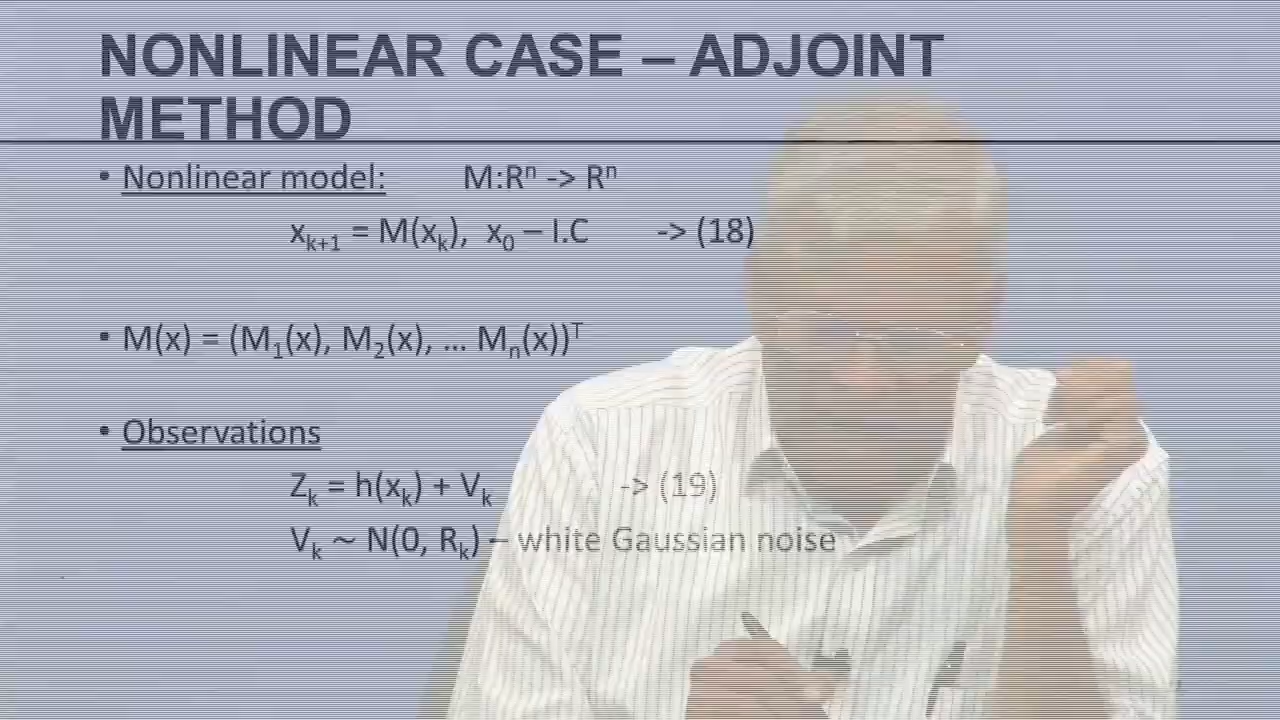 NONLINEAR CASE – ADJOINT
METHOD
• Nonlinear model: M:Rⁿ -> Rⁿ
xₖ₊₁ = M(xₖ), x₀ – I.C -> (18)
• M(x) = (M₁(x), M₂(x), ... Mₙ(x))ᵀ
• Observations
Zₖ = h(xₖ) + Vₖ -> (19)
Vₖ ~ N(0, Rₖ) – white Gaussian noise